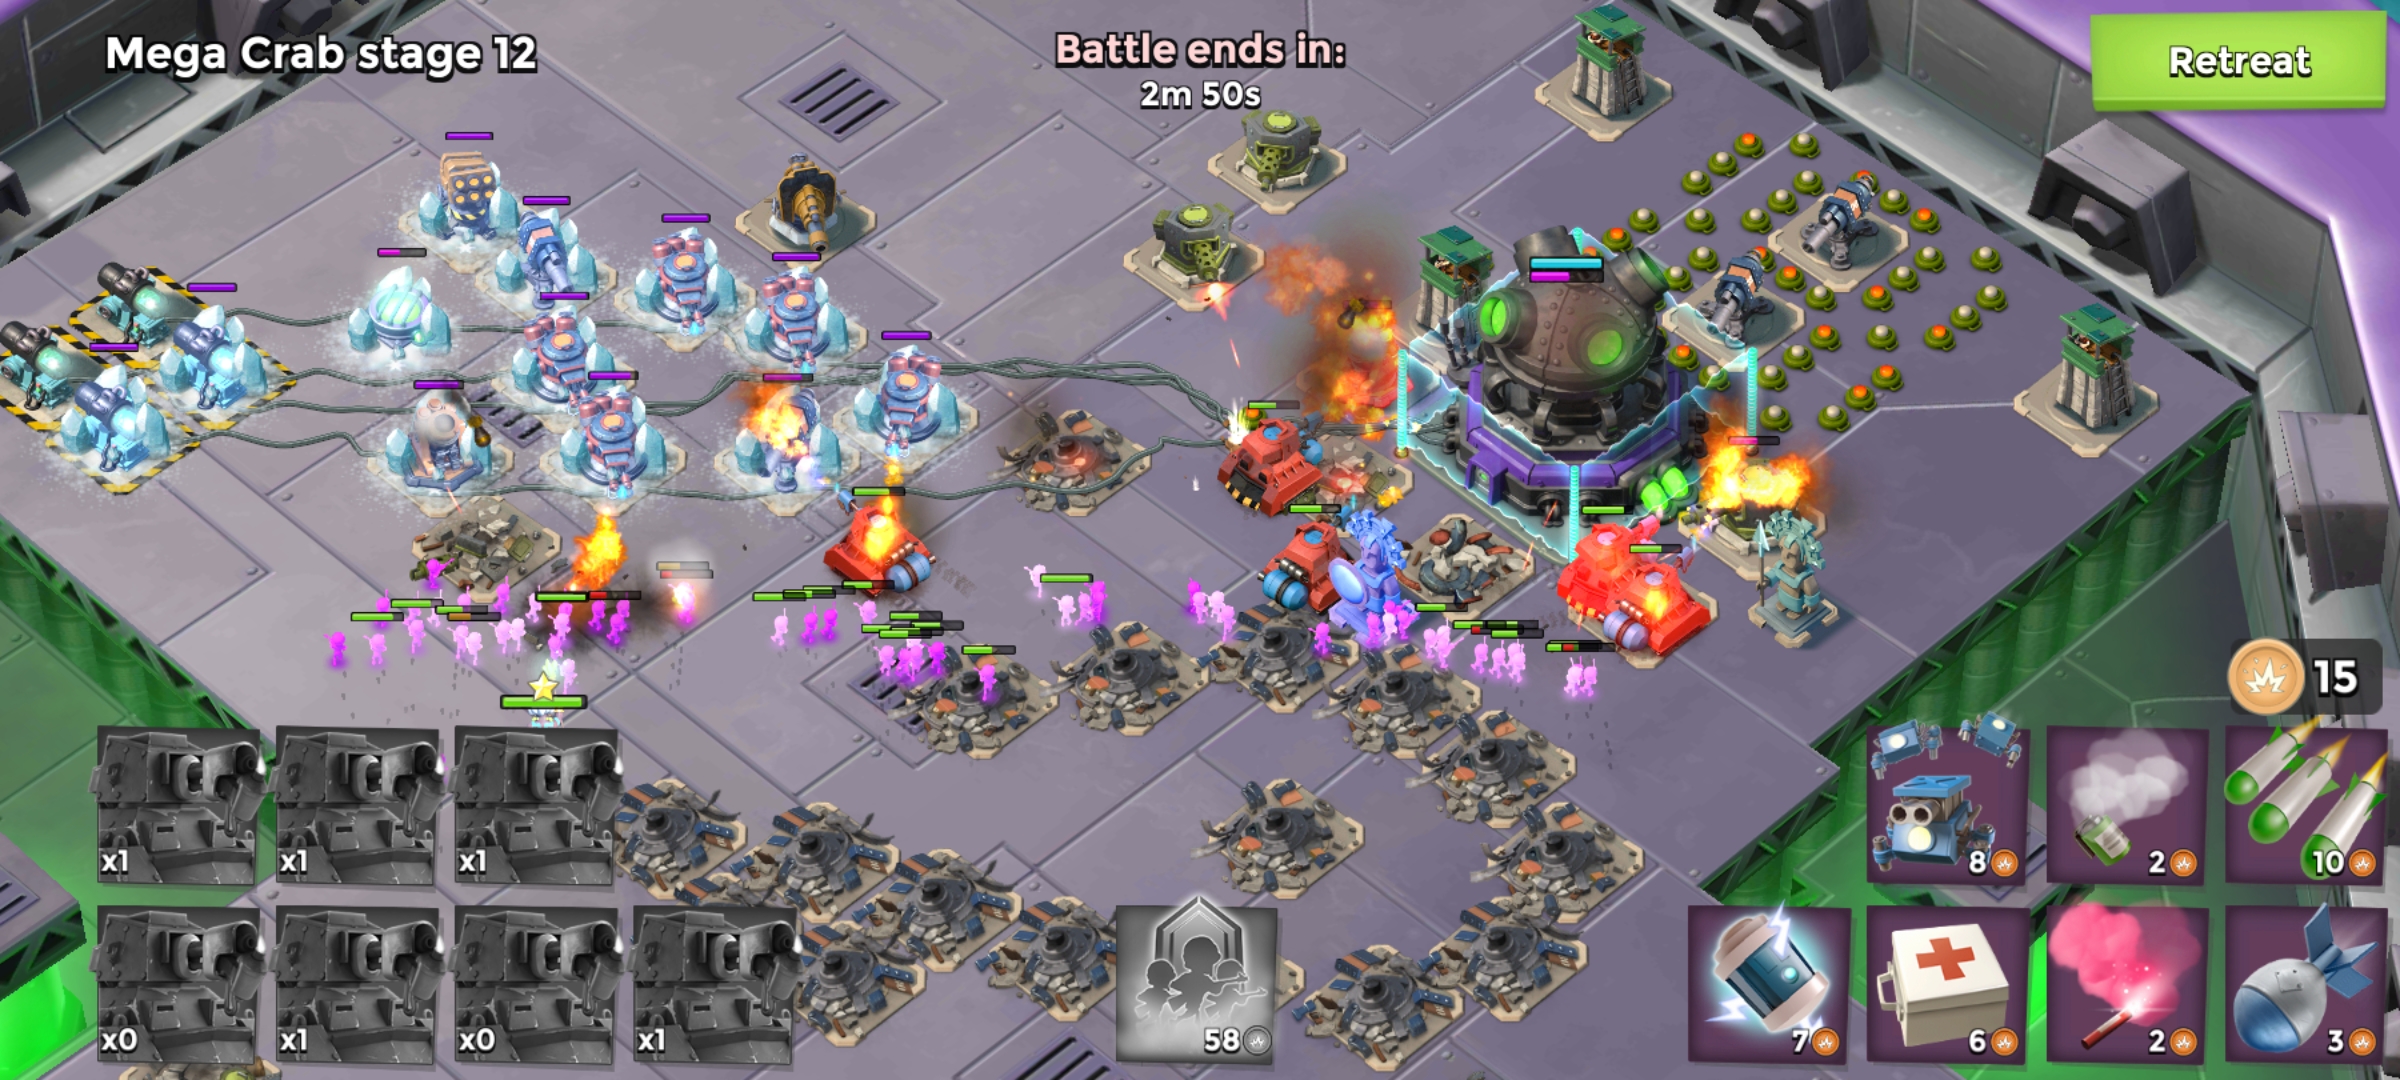 Mega Crab stage 12
Battle ends in:
2m 50s
Retreat
15
x1
x1
x1
8
2
10
x0
x1
x0
x1
58
7
6
2
3